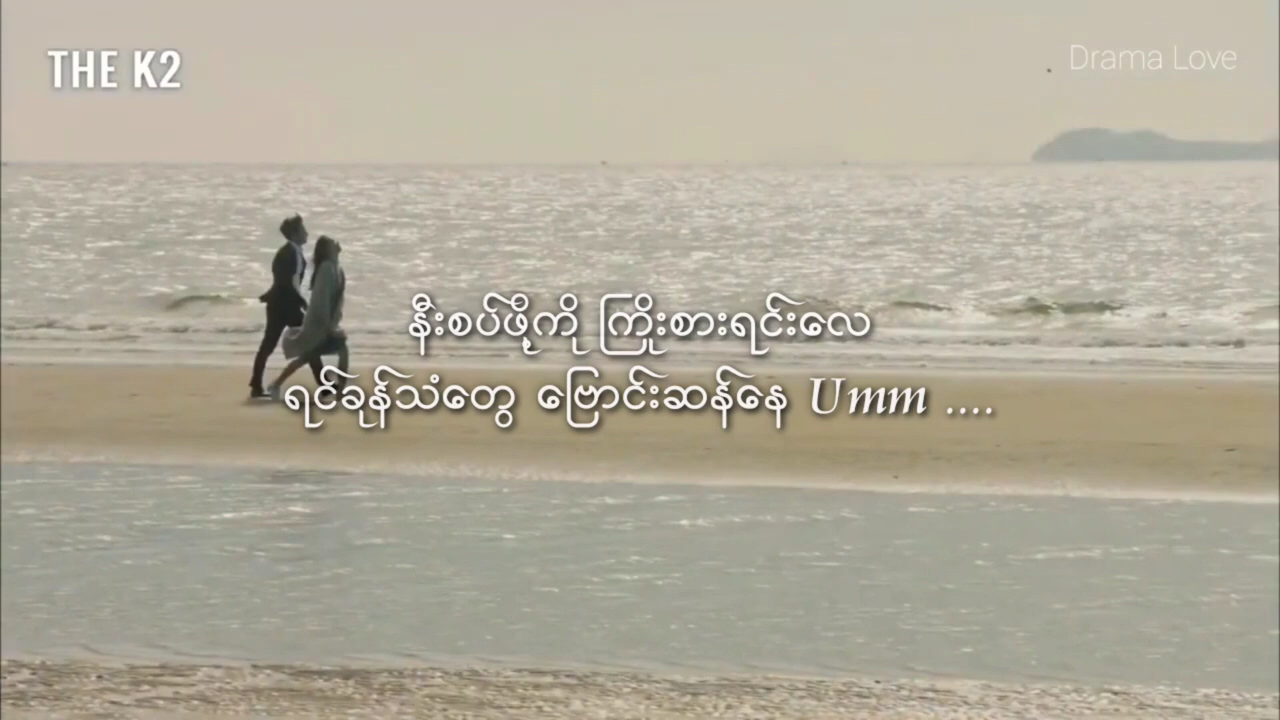 THE K2
Drama Love
နီးစပ်ဖို့ကို ကြိုးစားရင်းလေ
ရင်ခုန်သံတွေ ဗြောင်းဆန်နေ Umm ....